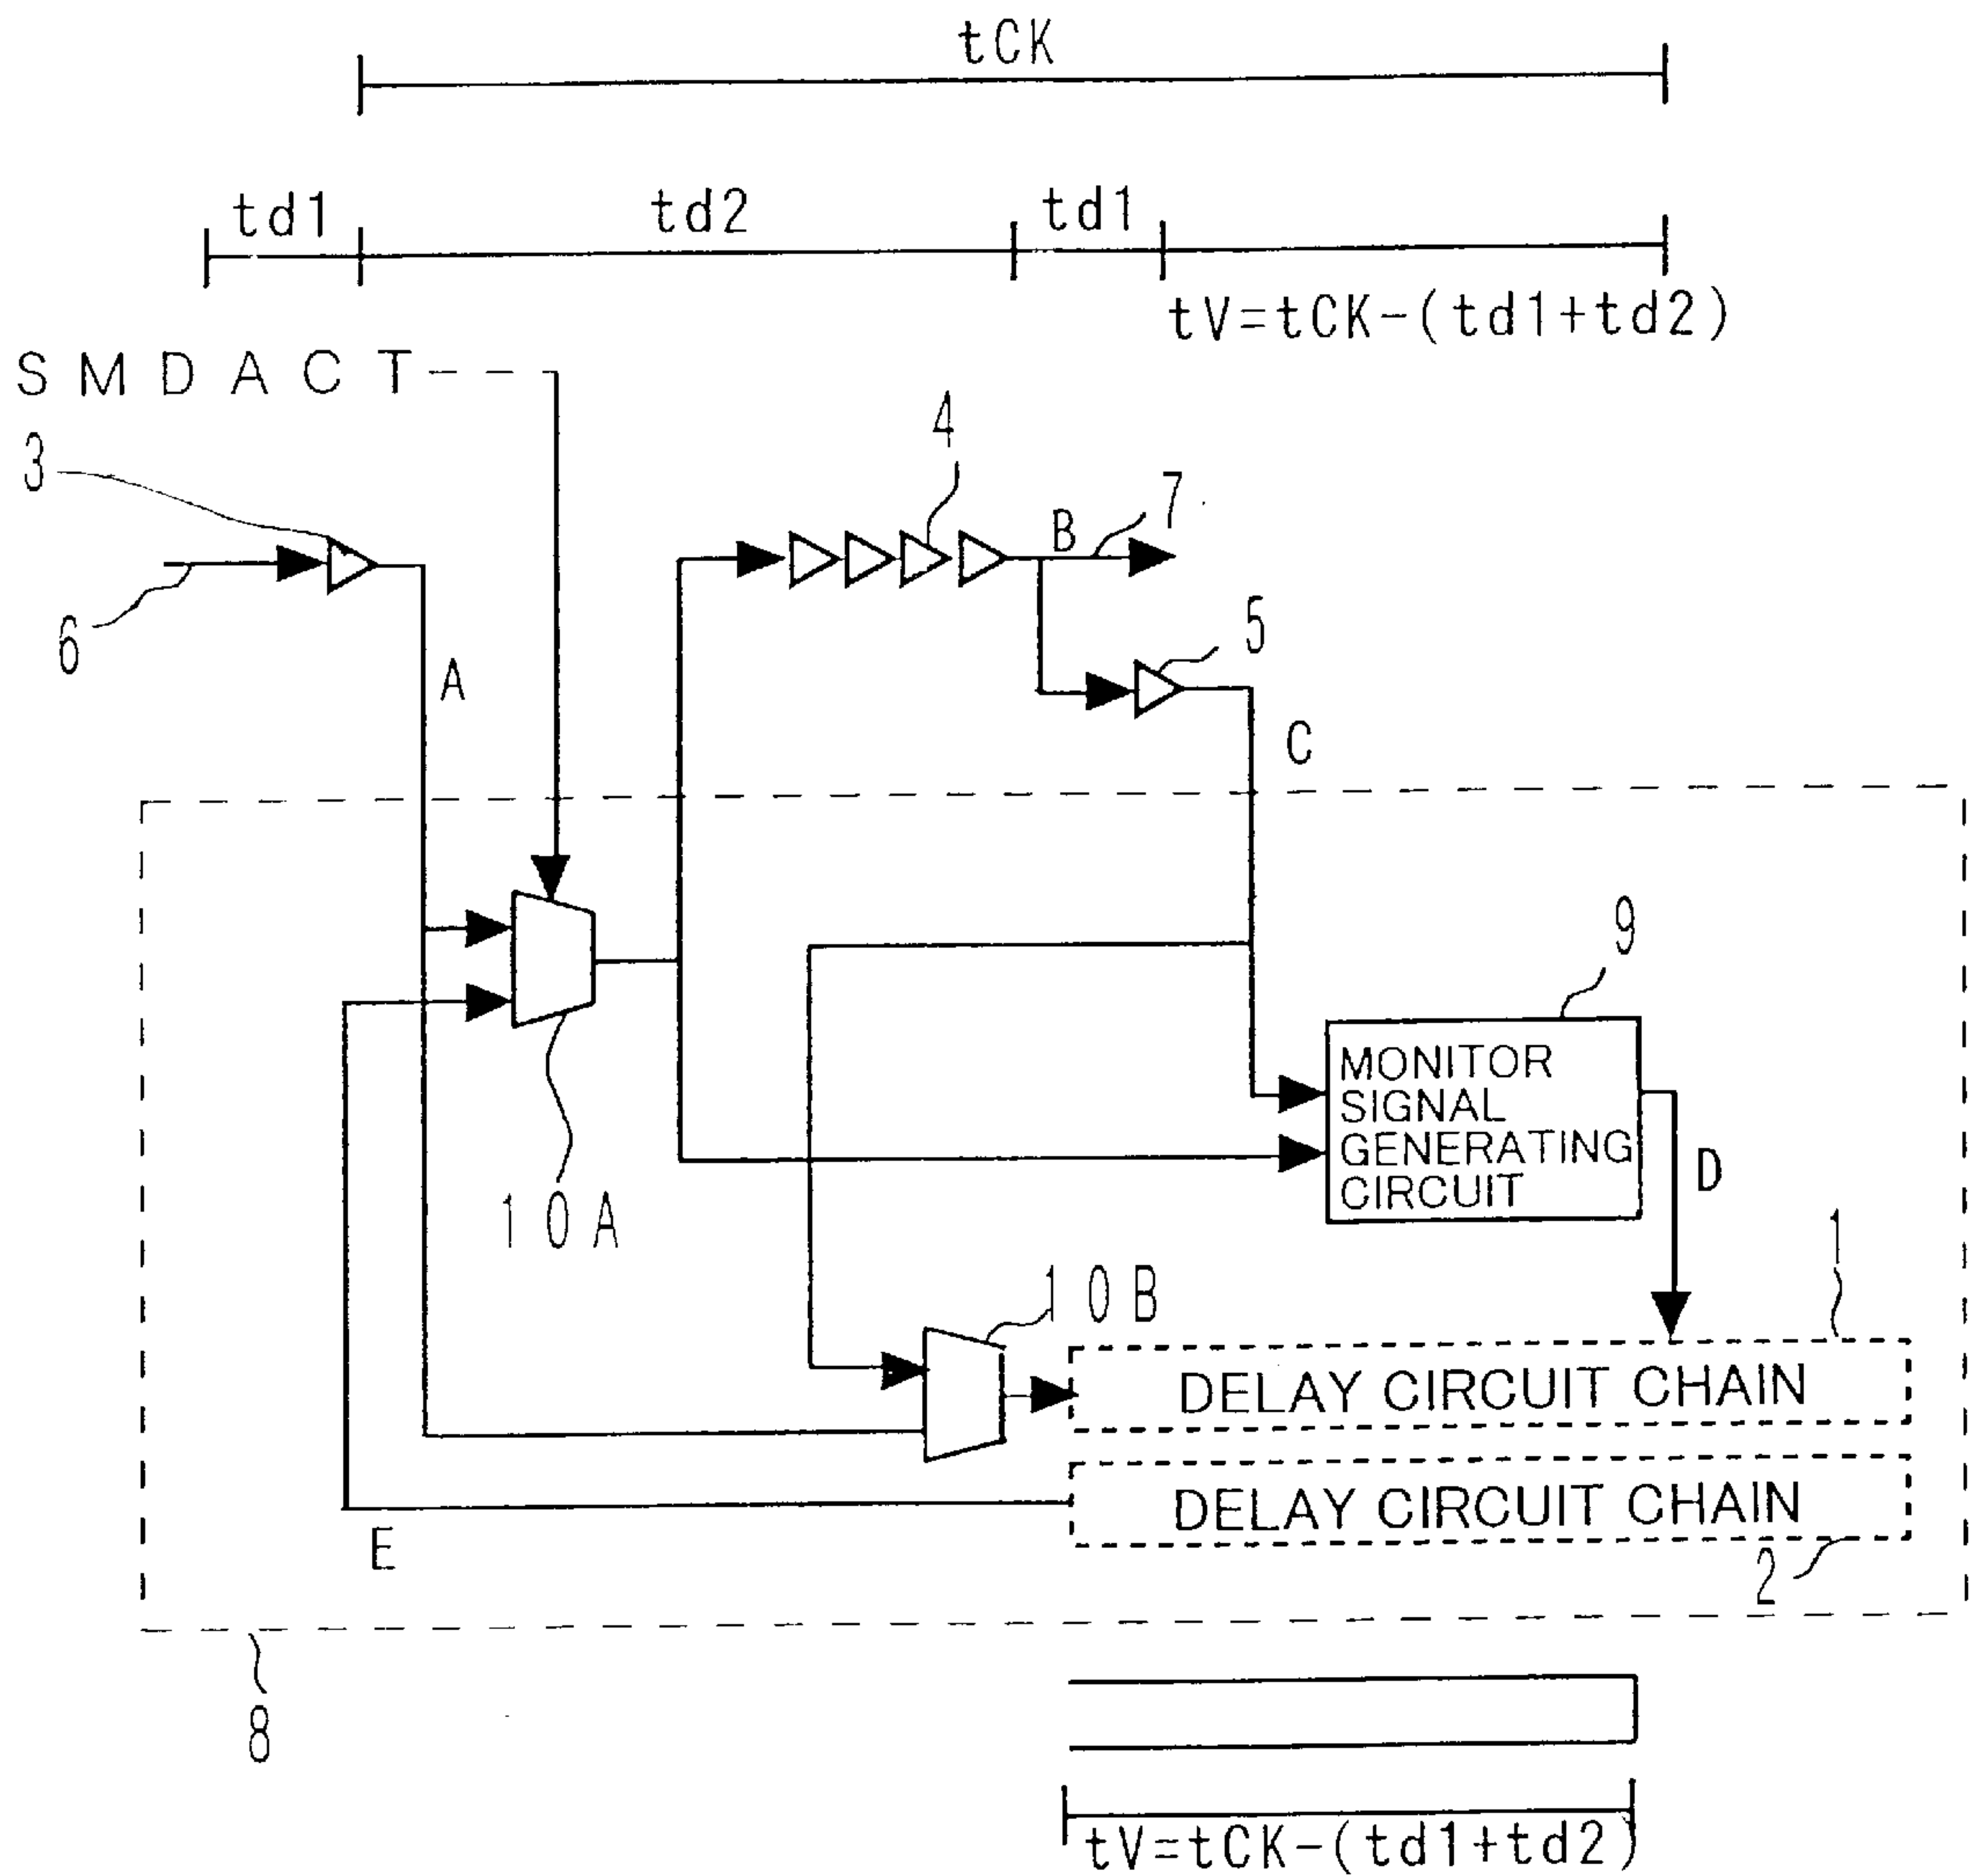 tCK
td1
td2
td1
tV=tCK-(td1+td2)
SMDACT
3
4
B
7
6
A
5
C
9
MONITOR
SIGNAL
GENERATING
CIRCUIT
D
10A
10B
1
DELAY CIRCUIT CHAIN
DELAY CIRCUIT CHAIN
E
2
8
tV=tCK-(td1+td2)